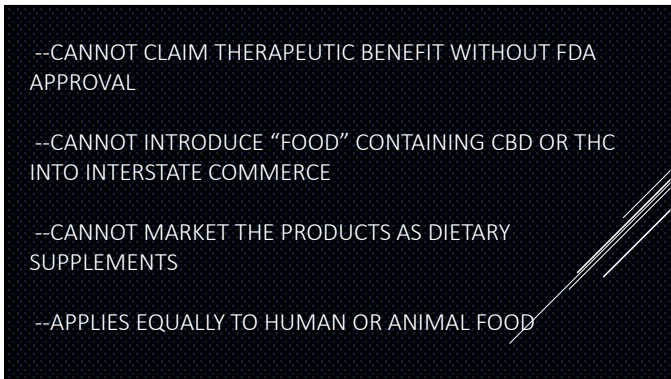 --CANNOT CLAIM THERAPEUTIC BENEFIT WITHOUT FDA
APPROVAL
--CANNOT INTRODUCE “FOOD” CONTAINING CBD OR THC
INTO INTERSTATE COMMERCE
--CANNOT MARKET THE PRODUCTS AS DIETARY
SUPPLEMENTS
--APPLIES EQUALLY TO HUMAN OR ANIMAL FOOD